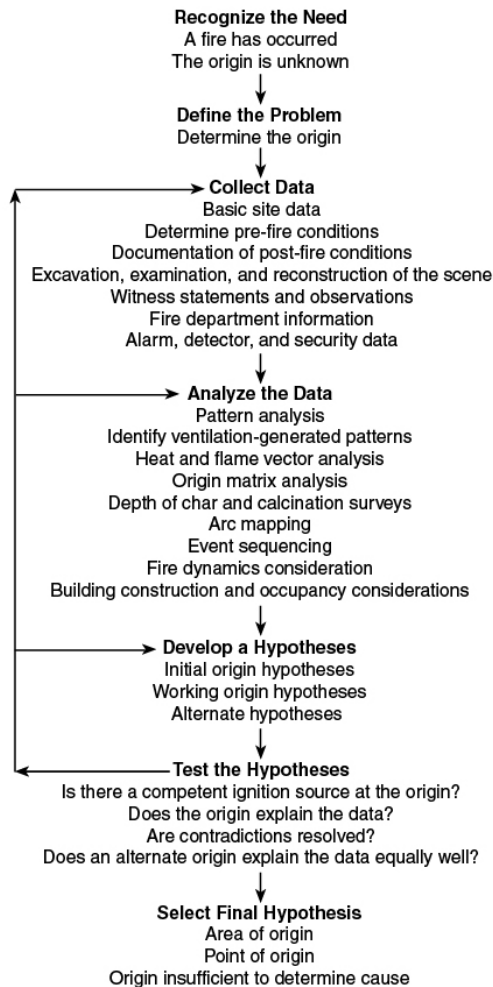 Recognize the Need
A fire has occurred
The origin is unknown
Define the Problem
Determine the origin
Collect Data
Basic site data
Determine pre-fire conditions
Documentation of post-fire conditions
Excavation, examination, and reconstruction of the scene
Witness statements and observations
Fire department information
Alarm, detector, and security data
Analyze the Data
Pattern analysis
Identify ventilation-generated patterns
Heat and flame vector analysis
Origin matrix analysis
Depth of char and calcination surveys
Arc mapping
Event sequencing
Fire dynamics consideration
Building construction and occupancy considerations
Develop a Hypotheses
Initial origin hypotheses
Working origin hypotheses
Alternate hypotheses
Test the Hypotheses
Is there a competent ignition source at the origin?
Does the origin explain the data?
Are contradictions resolved?
Does an alternate origin explain the data equally well?
Select Final Hypothesis
Area of origin
Point of origin
Origin insufficient to determine cause